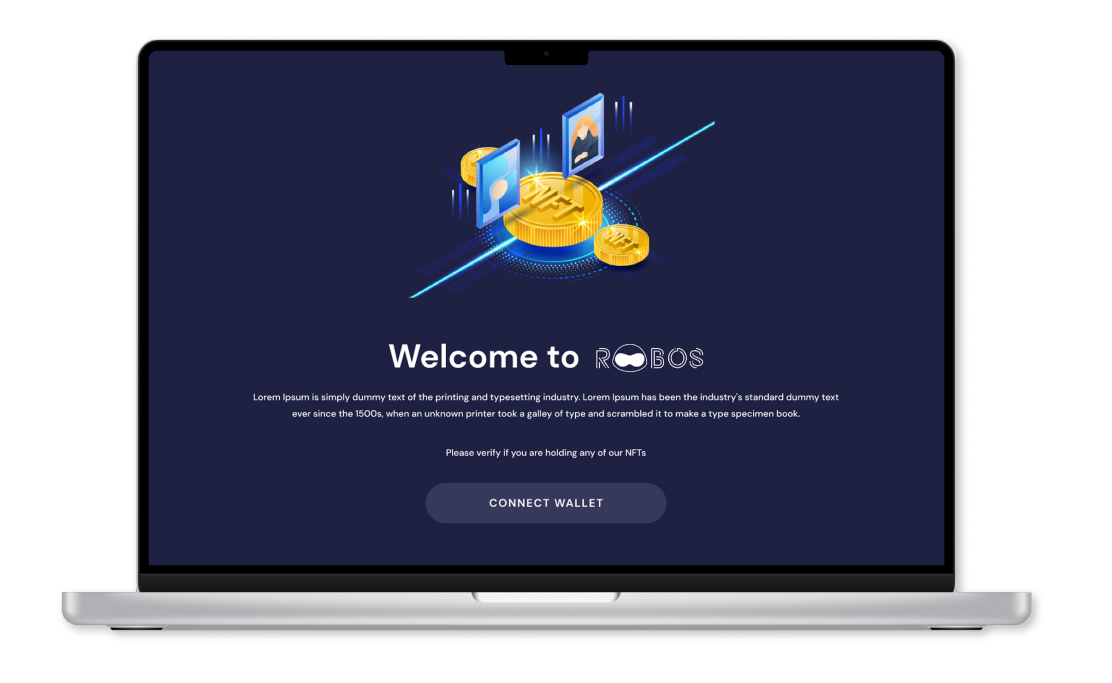 NFT
NFT
Welcome to ROBOS
Lorem Ipsum is simply dummy text of the printing and typesetting industry. Lorem Ipsum has been the industry's standard dummy text
ever since the 1500s, when an unknown printer took a galley of type and scrambled it to make a type specimen book.
Please verify if you are holding any of our NFTs
CONNECT WALLET